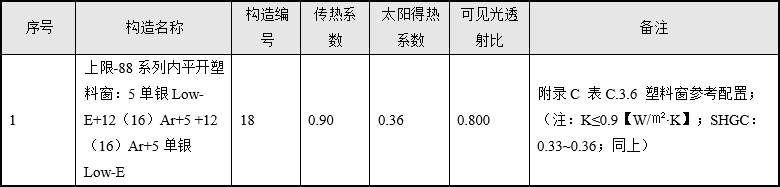 序号 构造名称 构造编号 传热系数 太阳得热系数 可见光透射比 备注
1
上限-88 系列内平开塑
料窗：5 单银 Low-
E+12（16）Ar+5 +12
（16）Ar+5 单银
Low-E
18 0.90 0.36 0.800
附录 C 表 C.3.6 塑料窗参考配置；
（注：K≤0.9【W/㎡·K】；SHGC：
0.33~0.36；同上）